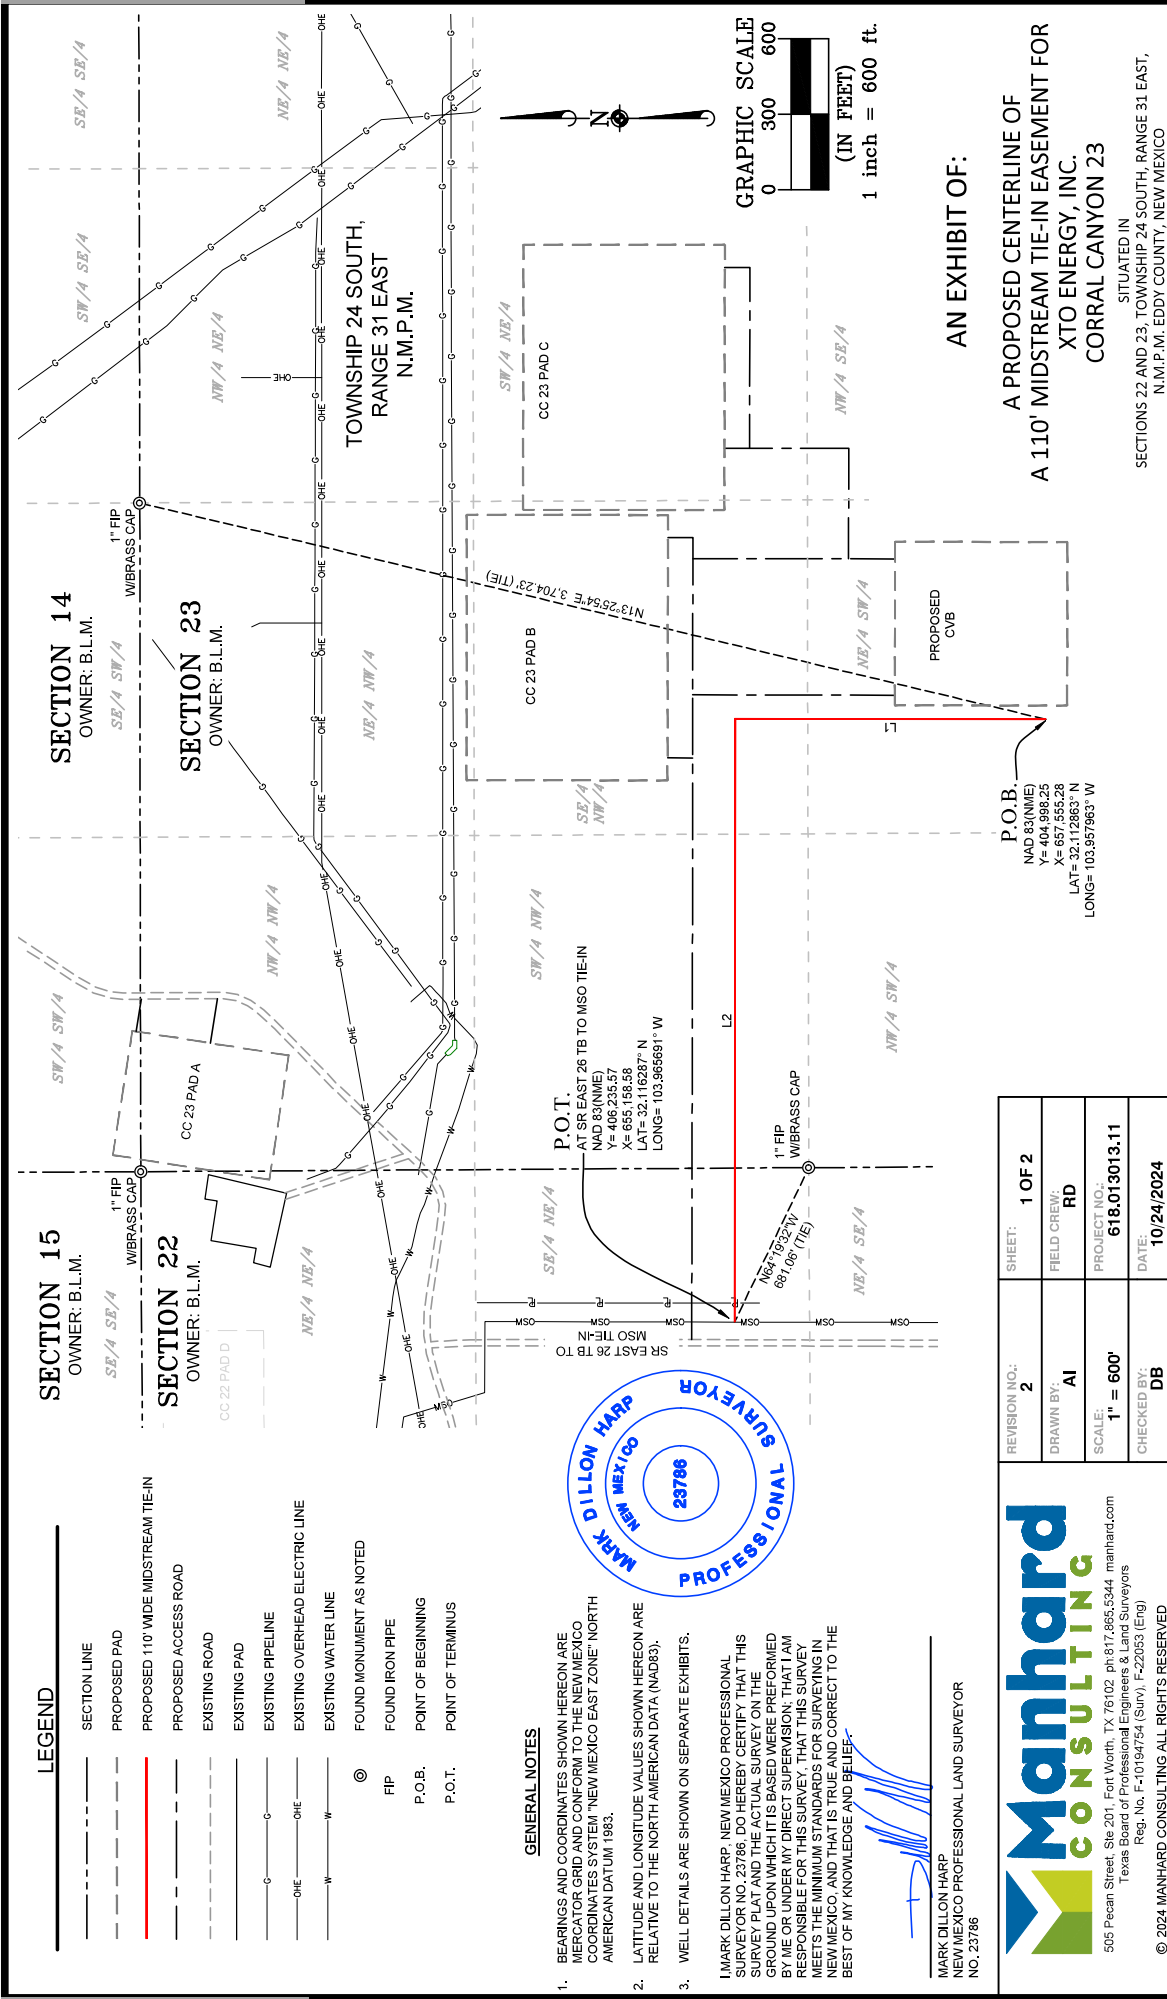 LEGEND
SECTION LINE
PROPOSED PAD
PROPOSED 110' WIDE MIDSTREAM TIE-IN
PROPOSED ACCESS ROAD
EXISTING ROAD
EXISTING PAD
G G EXISTING PIPELINE
OHE OHE EXISTING OVERHEAD ELECTRIC LINE
W W EXISTING WATER LINE
FOUND MONUMENT AS NOTED
FIP FOUND IRON PIPE
P.O.B. POINT OF BEGINNING
P.O.T. POINT OF TERMINUS
GENERAL NOTES
1. BEARINGS AND COORDINATES SHOWN HEREON ARE
MERCATOR GRID AND CONFORM TO THE NEW MEXICO
COORDINATES SYSTEM "NEW MEXICO EAST ZONE" NORTH
AMERICAN DATUM 1983.
2. LATITUDE AND LONGITUDE VALUES SHOWN HEREON ARE
RELATIVE TO THE NORTH AMERICAN DATA (NAD83).
3. WELL DETAILS ARE SHOWN ON SEPARATE EXHIBITS.
I,MARK DILLON HARP, NEW MEXICO PROFESSIONAL
SURVEYOR NO. 23786, DO HEREBY CERTIFY THAT THIS
SURVEY PLAT AND THE ACTUAL SURVEY ON THE
GROUND UPON WHICH IT IS BASED WERE PREFORMED
BY ME OR UNDER MY DIRECT SUPERVISION; THAT I AM
RESPONSIBLE FOR THIS SURVEY, THAT THIS SURVEY
MEETS THE MINIMUM STANDARDS FOR SURVEYING IN
NEW MEXICO, AND THAT IS TRUE AND CORRECT TO THE
BEST OF MY KNOWLEDGE AND BELIEF.
MARK DILLON HARP
NEW MEXICO PROFESSIONAL LAND SURVEYOR
NO. 23786
MARK DILLON HARP
NEW MEXICO
23786
PROFESSIONAL SURVEYOR
SECTION 15
OWNER: B.L.M.
SE/4 SE/4
SECTION 22
OWNER: B.L.M.
CC 22 PAD D
NE/4 NE/4
1" FIP
W/BRASS CAP
SW/4 SW/4
CC 23 PAD A
NW/4 NW/4
SECTION 14
OWNER: B.L.M.
SE/4 SW/4
SECTION 23
OWNER: B.L.M.
NE/4 NW/4
1" FIP
W/BRASS CAP
SW/4 SE/4
NW/4 NE/4
SE/4 SE/4
NE/4 NE/4
TOWNSHIP 24 SOUTH,
RANGE 31 EAST
N.M.P.M.
SE/4 NE/4
SR EAST 26 TB TO
MSO TIE-IN
P.O.T.
AT SR EAST 26 TB TO MSO TIE-IN
NAD 83(NME)
Y= 406,235.57
X= 655,158.58
LAT= 32.116287° N
LONG= 103.965691° W
SW/4 NW/4
SE/4
NW/4
CC 23 PAD B
N13°25'54"E 3,704.23' (TIE)
SW/4 NE/4
CC 23 PAD C
N64°19'32"W
681.06' (TIE)
1" FIP
W/BRASS CAP
NE/4 SE/4
L2
NW/4 SW/4
L1
NE/4 SW/4
PROPOSED
CVB
NW/4 SE/4
P.O.B.
NAD 83(NME)
Y= 404,998.25
X= 657,555.28
LAT= 32.112863° N
LONG= 103.957963° W
N
GRAPHIC SCALE
0 300 600
(IN FEET)
1 inch = 600 ft.
AN EXHIBIT OF:
A PROPOSED CENTERLINE OF
A 110' MIDSTREAM TIE-IN EASEMENT FOR
XTO ENERGY, INC.
CORRAL CANYON 23
SITUATED IN
SECTIONS 22 AND 23, TOWNSHIP 24 SOUTH, RANGE 31 EAST,
N.M.P.M. EDDY COUNTY, NEW MEXICO
Manhard
CONSULTING
505 Pecan Street, Ste 201, Fort Worth, TX 76102 ph:817.865.5344 manhard.com
Texas Board of Professional Engineers & Land Surveyors
Reg. No. F-10194754 (Surv), F-22053 (Eng)
© 2024 MANHARD CONSULTING ALL RIGHTS RESERVED
REVISION NO.: 2 SHEET: 1 OF 2
DRAWN BY: AI FIELD CREW: RD
SCALE: 1" = 600' PROJECT NO.: 618.013013.11
CHECKED BY: DB DATE: 10/24/2024